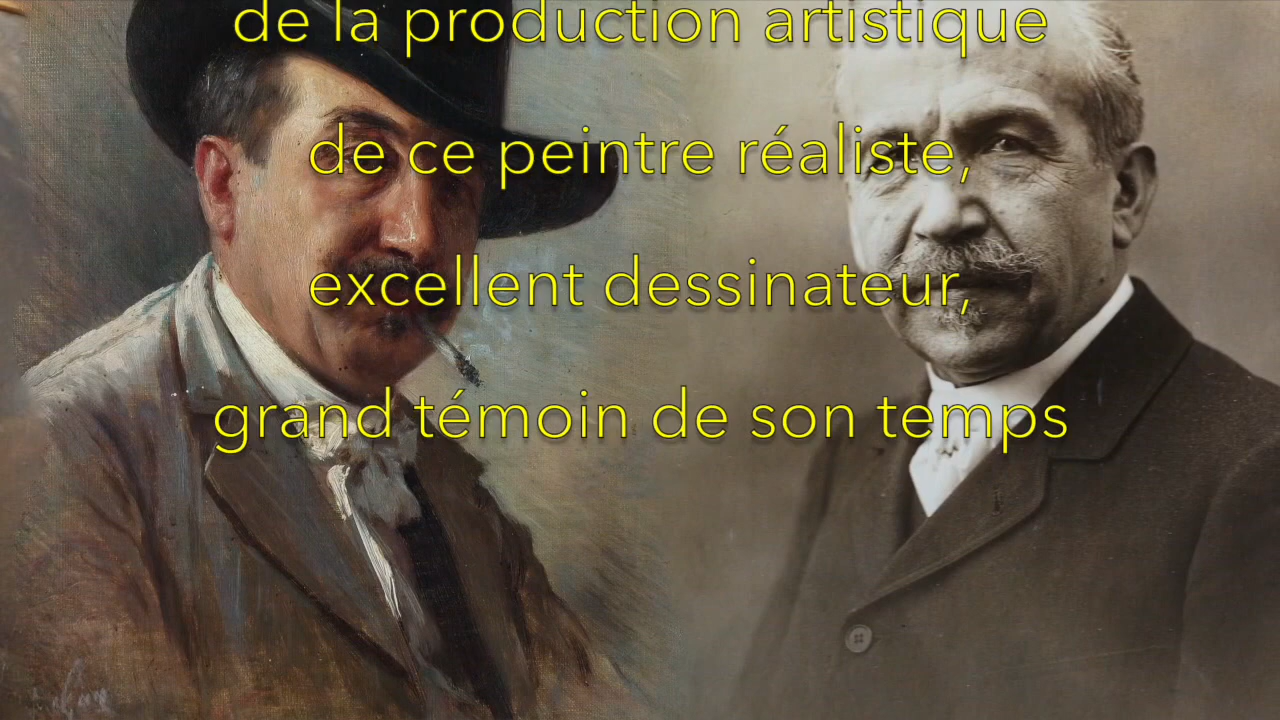 de la production artistique
de ce peintre réaliste,
excellent dessinateur,
grand témoin de son temps